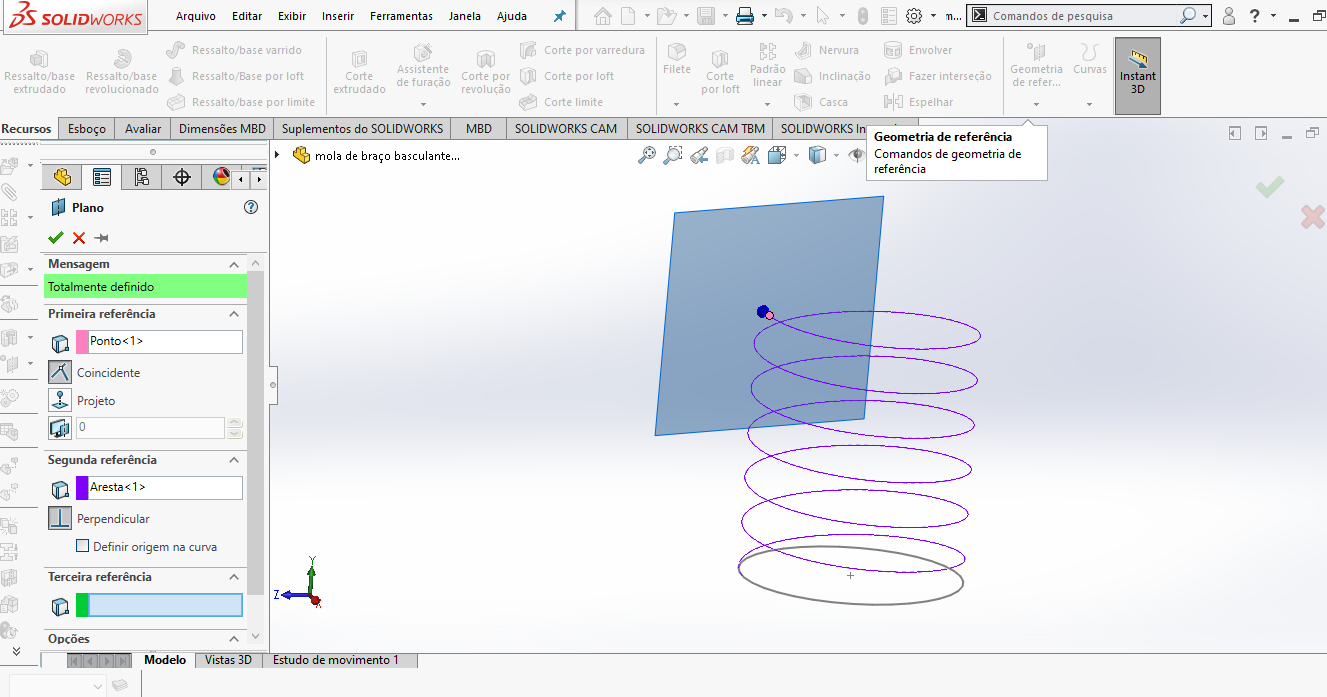 SOLIDWORKS
Arquivo Editar Exibir Inserir Ferramentas Janela Ajuda
m...
Comandos de pesquisa
?
Ressalto/base extrudado
Ressalto/base revolucionado
Ressalto/base varrido
Ressalto/Base por loft
Ressalto/base por limite
Corte extrudado
Assistente de furação
Corte por revolução
Corte por varredura
Corte por loft
Corte limite
Filete
Corte por loft
Padrão linear
Nervura
Inclinação
Casca
Envolver
Fazer interseção
Espelhar
Geometria de refer...
Curvas
Instant 3D
Recursos Esboço Avaliar Dimensões MBD Suplementos do SOLIDWORKS MBD SOLIDWORKS CAM SOLIDWORKS CAM TBM SOLIDWORKS In
Geometria de referência
Comandos de geometria de
referência
mola de braço basculante...
Plano
?
Mensagem
Totalmente definido
Primeira referência
Ponto<1>
Coincidente
Projeto
0
Segunda referência
Aresta<1>
Perpendicular
Definir origem na curva
Terceira referência
Opções
Y
Z
X
Modelo Vistas 3D Estudo de movimento 1